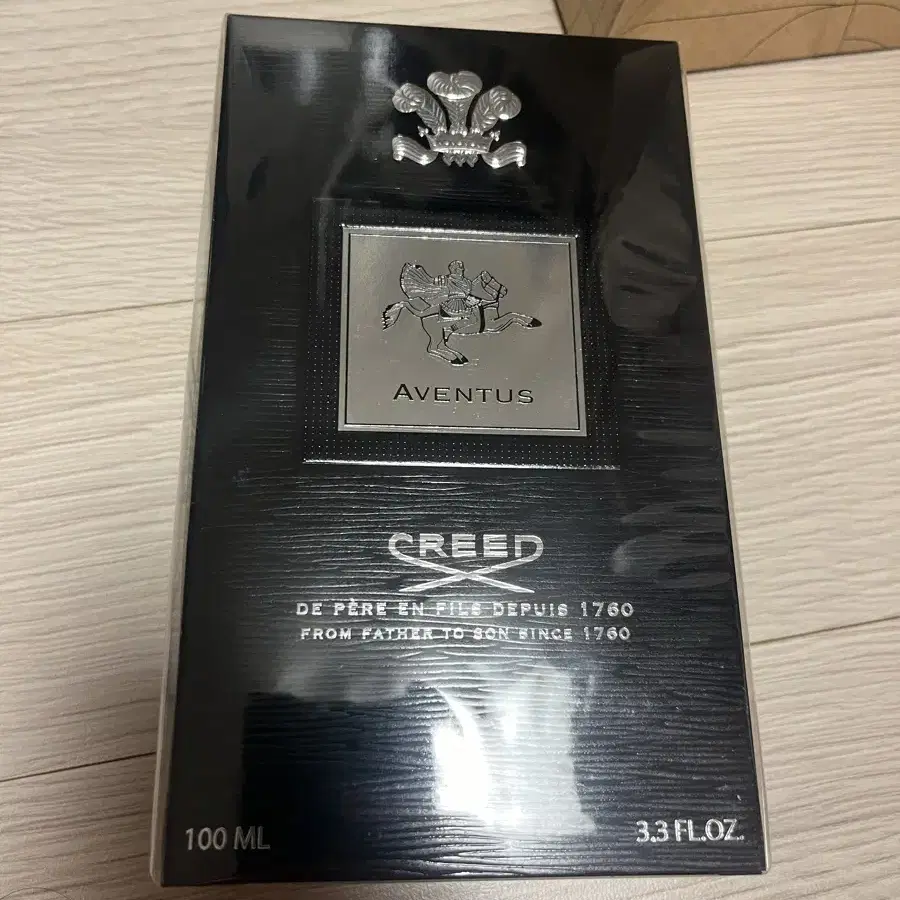 AVENTUS
CREED
DE PÈRE EN FILS DEPUIS 1760
FROM FATHER TO SON SINCE 1760
100 ML
3.3 FL.OZ.